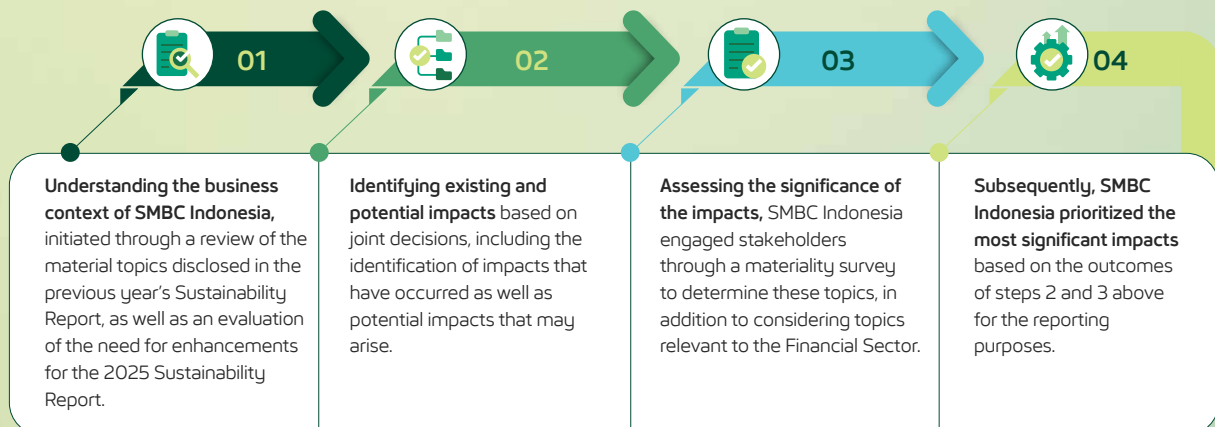 01
Understanding the business
context of SMBC Indonesia,
initiated through a review of the
material topics disclosed in the
previous year's Sustainability
Report, as well as an evaluation
of the need for enhancements
for the 2025 Sustainability
Report.
02
Identifying existing and
potential impacts based on
joint decisions, including the
identification of impacts that
have occurred as well as
potential impacts that may
arise.
03
Assessing the significance of
the impacts, SMBC Indonesia
engaged stakeholders
through a materiality survey
to determine these topics, in
addition to considering topics
relevant to the Financial Sector.
04
Subsequently, SMBC
Indonesia prioritized the
most significant impacts
based on the outcomes
of steps 2 and 3 above
for the reporting
purposes.